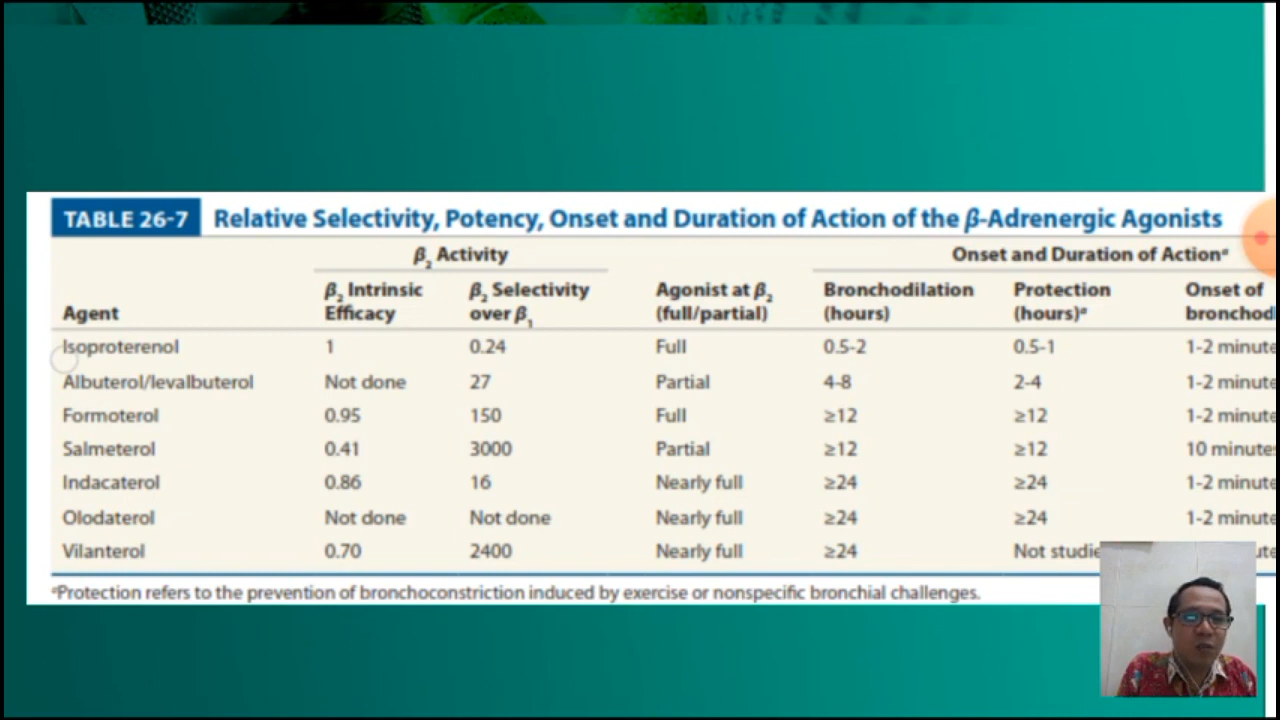 TABLE 26-7 Relative Selectivity, Potency, Onset and Duration of Action of the β-Adrenergic Agonists
β₂ Activity Onset and Duration of Actionᵃ
β₂ Intrinsic β₂ Selectivity Agonist at β₂ Bronchodilation Protection Onset of
Agent Efficacy over β₁ (full/partial) (hours) (hours)ᵃ bronchod
Isoproterenol 1 0.24 Full 0.5-2 0.5-1 1-2 minute
Albuterol/levalbuterol Not done 27 Partial 4-8 2-4 1-2 minute
Formoterol 0.95 150 Full ≥12 ≥12 1-2 minute
Salmeterol 0.41 3000 Partial ≥12 ≥12 10 minutes
Indacaterol 0.86 16 Nearly full ≥24 ≥24 1-2 minute
Olodaterol Not done Not done Nearly full ≥24 ≥24 1-2 minute
Vilanterol 0.70 2400 Nearly full ≥24 Not studie
ᵃProtection refers to the prevention of bronchoconstriction induced by exercise or nonspecific bronchial challenges.